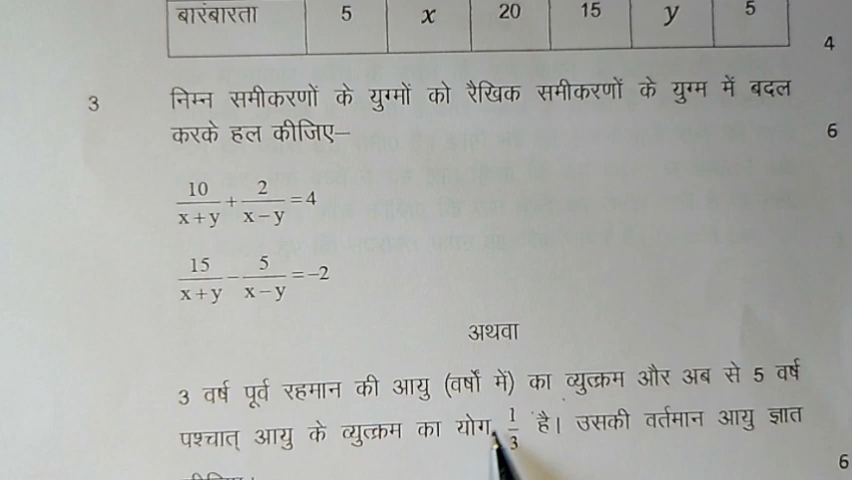 बारंबारता 5 x 20 15 y 5
4
3 निम्न समीकरणों के युग्मों को रैखिक समीकरणों के युग्म में बदल
करके हल कीजिए– 6
10/(x+y) + 2/(x−y) = 4
15/(x+y) − 5/(x−y) = −2
अथवा
3 वर्ष पूर्व रहमान की आयु (वर्षों में) का व्युत्क्रम और अब से 5 वर्ष
पश्चात् आयु के व्युत्क्रम का योग 1/3 है। उसकी वर्तमान आयु ज्ञात
6